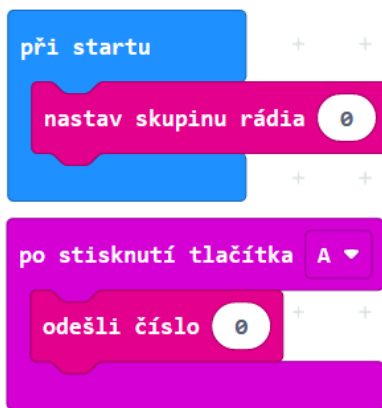 při startu
nastav skupinu rádia 0
po stisknutí tlačítka A
odešli číslo 0